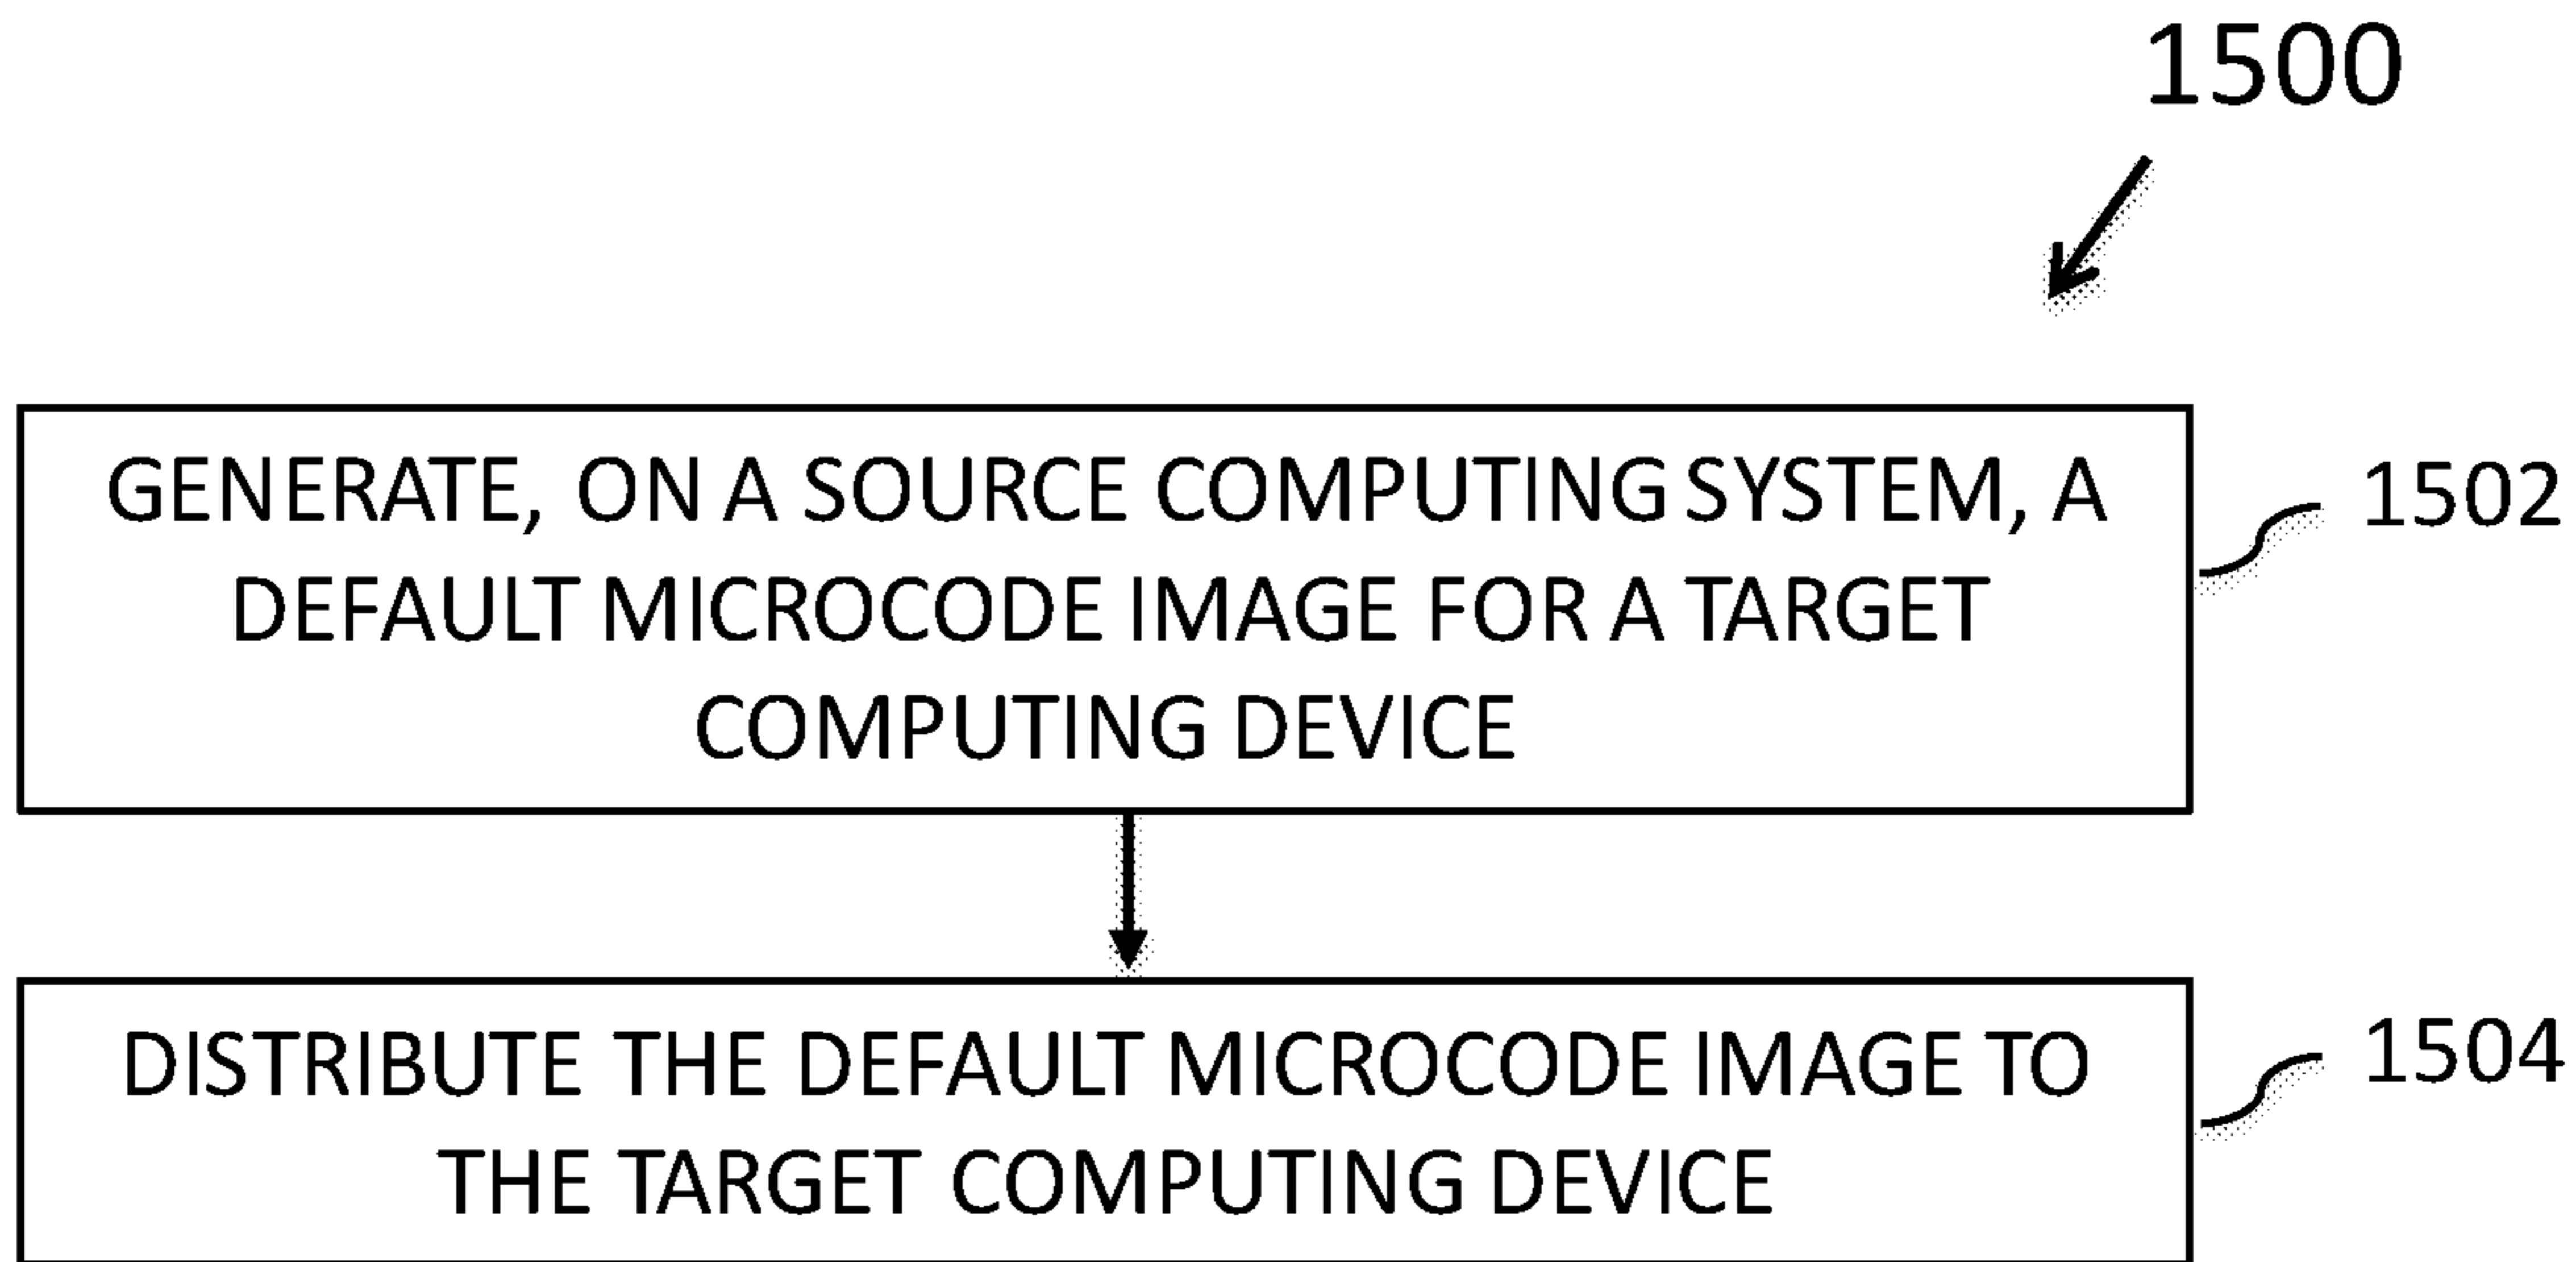 1500
GENERATE, ON A SOURCE COMPUTING SYSTEM, A
1502
DEFAULT MICROCODE IMAGE FOR A TARGET
COMPUTING DEVICE
DISTRIBUTE THE DEFAULT MICROCODE IMAGE TO
1504
THE TARGET COMPUTING DEVICE